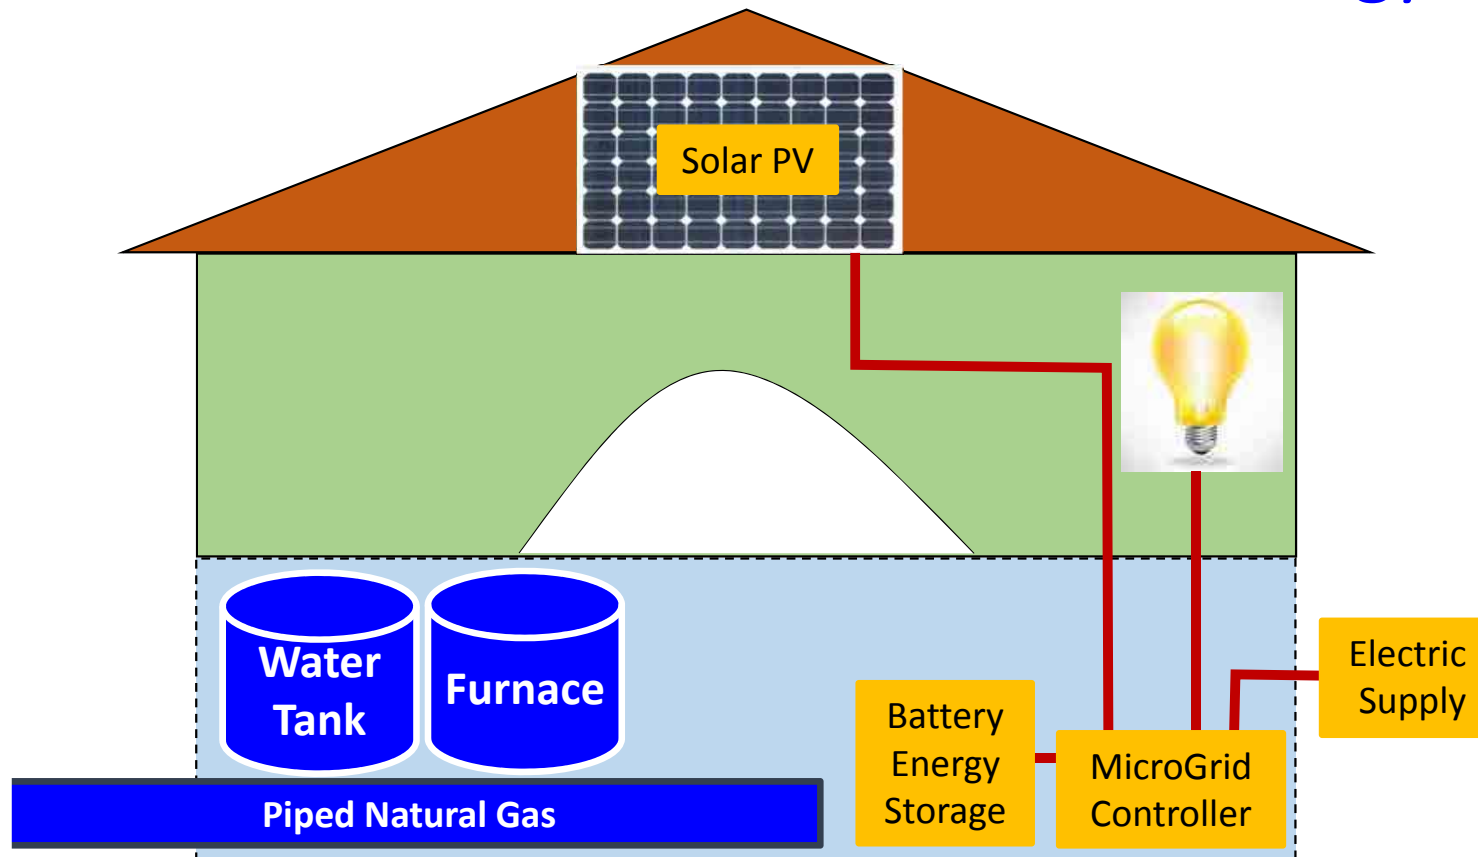 Solar PV
Water
Tank
Furnace
Electric
Supply
Battery
Energy
Storage
MicroGrid
Controller
Piped Natural Gas